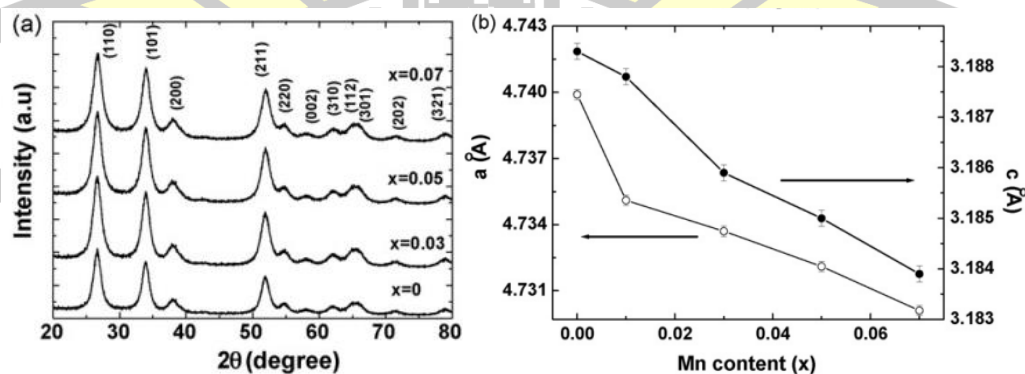 (a)
Intensity (a.u)
(110)
(101)
(200)
(211)
(220)
(002)
(310)
(112)
(301)
(202)
(321)
x=0.07
x=0.05
x=0.03
x=0
20 30 40 50 60 70 80
2θ (degree)
(b)
4.743
4.740
4.737
4.734
4.731
a (Å)
3.188
3.187
3.186
3.185
3.184
3.183
c (Å)
0.00 0.02 0.04 0.06
Mn content (x)